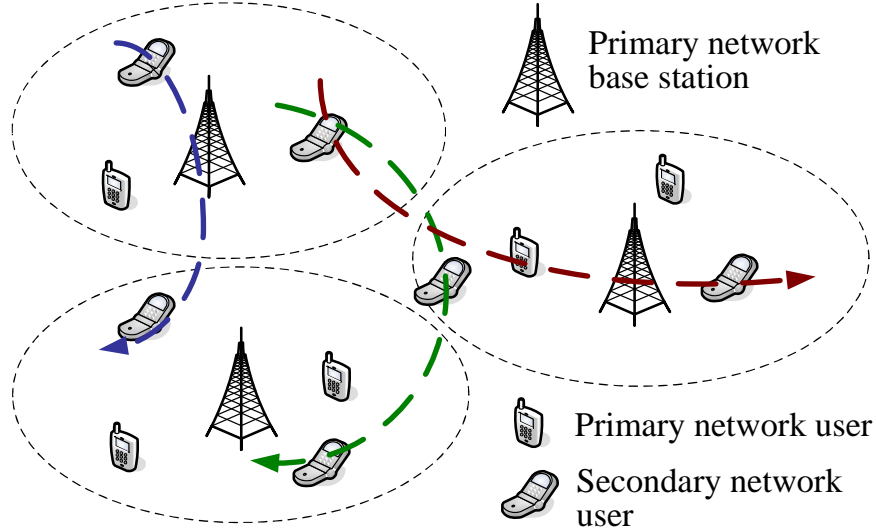 Primary network
base station
Primary network user
Secondary network
user